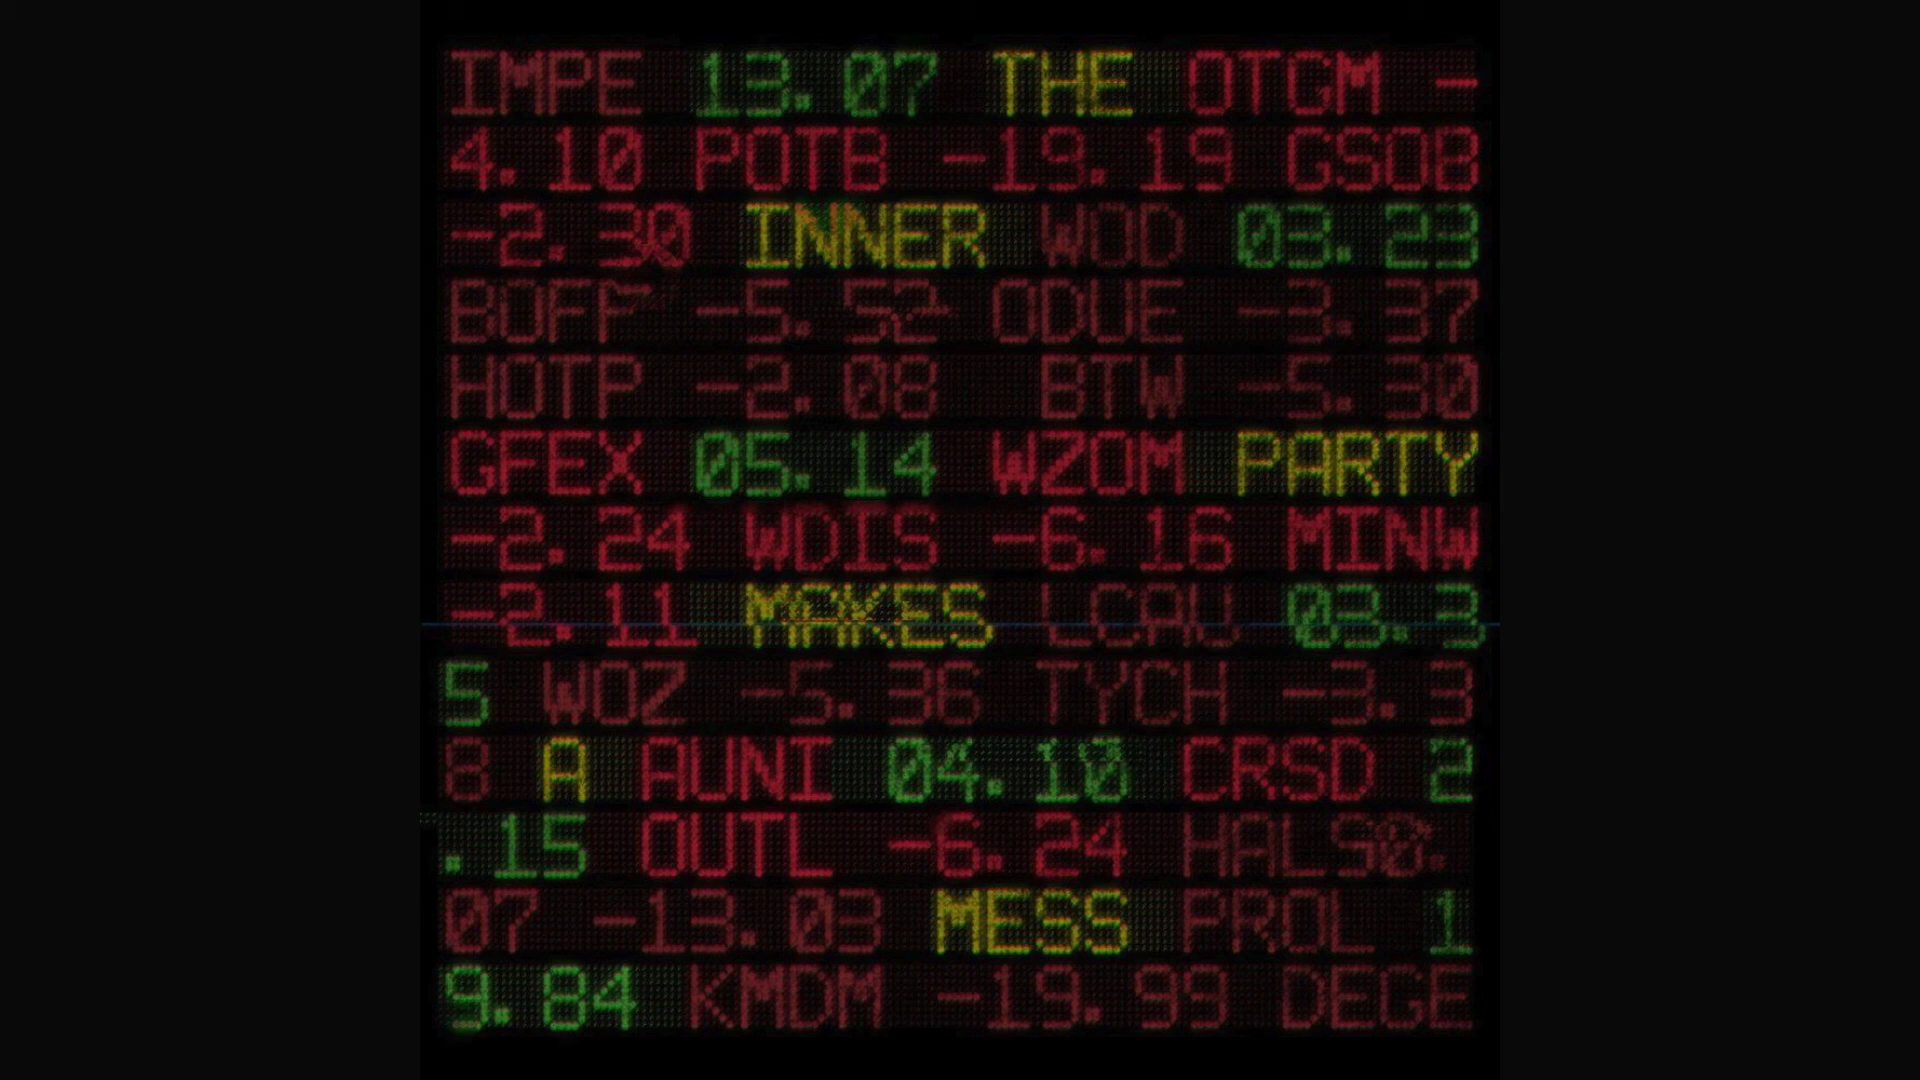 IMPE 13.07 THE OTGM -
4.10 POTB -19.19 GSOB
-2.30 INNER WOD 03.23
BOFF -5.52 ODUE -3.37
HOTP -2.08 BTW -5.30
GFEX 05.14 WZOM PARTY
-2.24 WDIS -6.16 MINW
-2.11 MAKES LCAU 03.3
5 WOZ -5.36 TYCH -3.3
8 A AUNI 04.10 CRSD 2
.15 OUTL -6.24 HALS0.
07 -13.03 MESS PROL 1
9.84 KMDM -19.99 DEGE